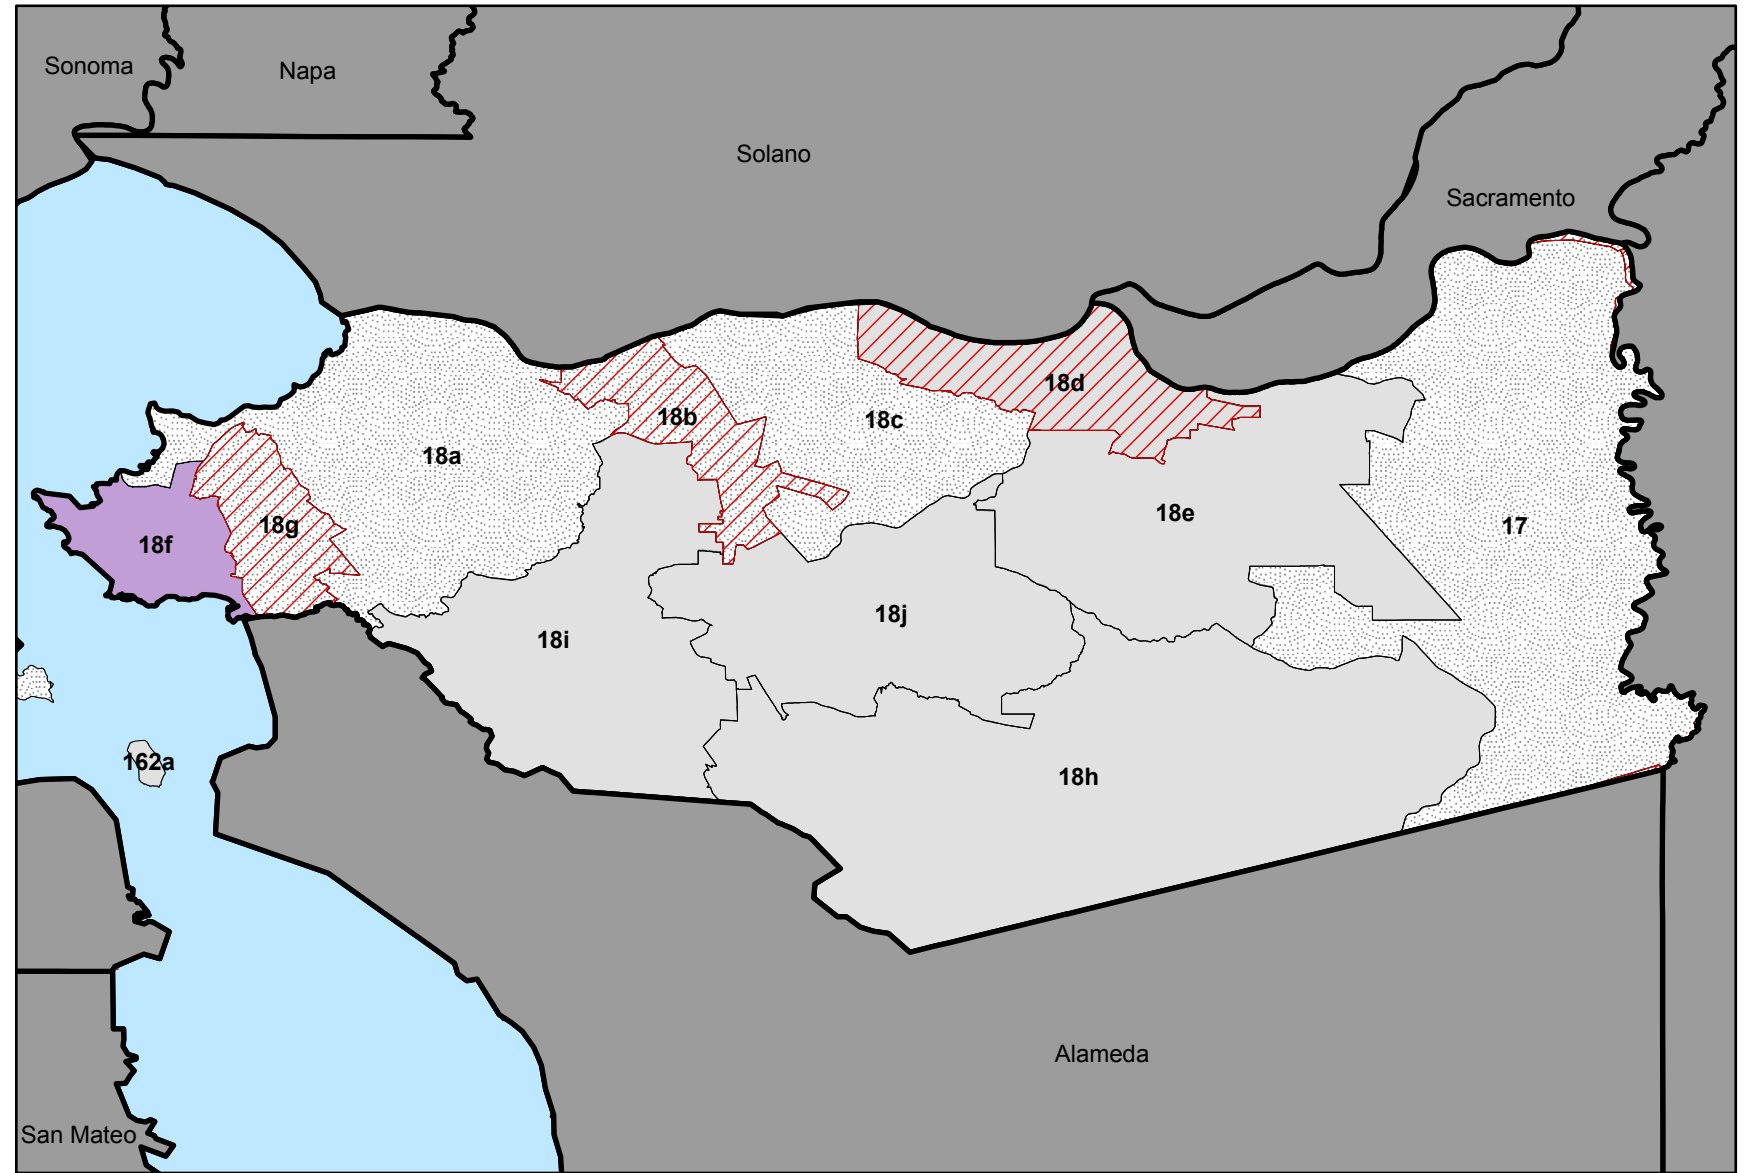 Sonoma
Napa
Solano
Sacramento
18d
18b
18c
18a
18e
18g
17
18f
18j
18i
162a
18h
Alameda
San Mateo